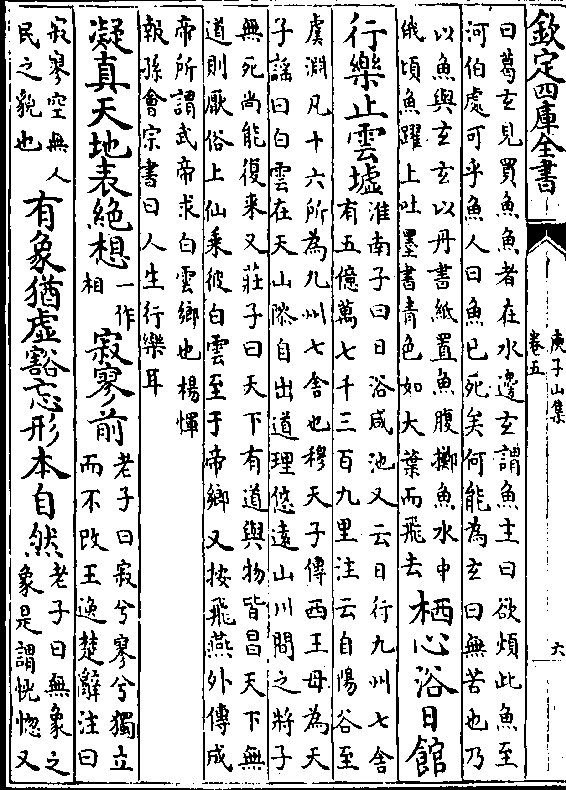 欽定四庫全書
庚子山集
卷五
六
曰葛玄見買魚魚者在水邊玄謂魚主曰欲煩此魚至
河伯處可乎魚人曰魚已死矣何能為玄曰無苦也乃
以魚與玄玄以丹書紙置魚腹擲魚水中
俄頃魚躍上吐墨書青色如大葉而飛去
栖心浴日館
行樂止雲墟
淮南子曰日浴咸池又云日行九州七舍
有五億萬七千三百九里注云自陽谷至
虞淵凡十六所為九州七舍也穆天子傳西王母為天
子謠曰白雲在天山隂自出道理悠遠山川間之將子
無死尚能復来又莊子曰天下有道與物皆昌天下無
道則厭俗上仙乗彼白雲至于帝鄉又按飛燕外傳成
帝所謂武帝求白雲鄉也楊惲
報孫會宗書曰人生行樂耳
凝真天地表絶想
一作
相
寂寥前
老子曰寂兮寥兮獨立
而不改王逸楚辭注曰
寂寥空無人
民之貌也
有象猶虛豁忘形本自然
老子曰無象之
象是謂恍惚又